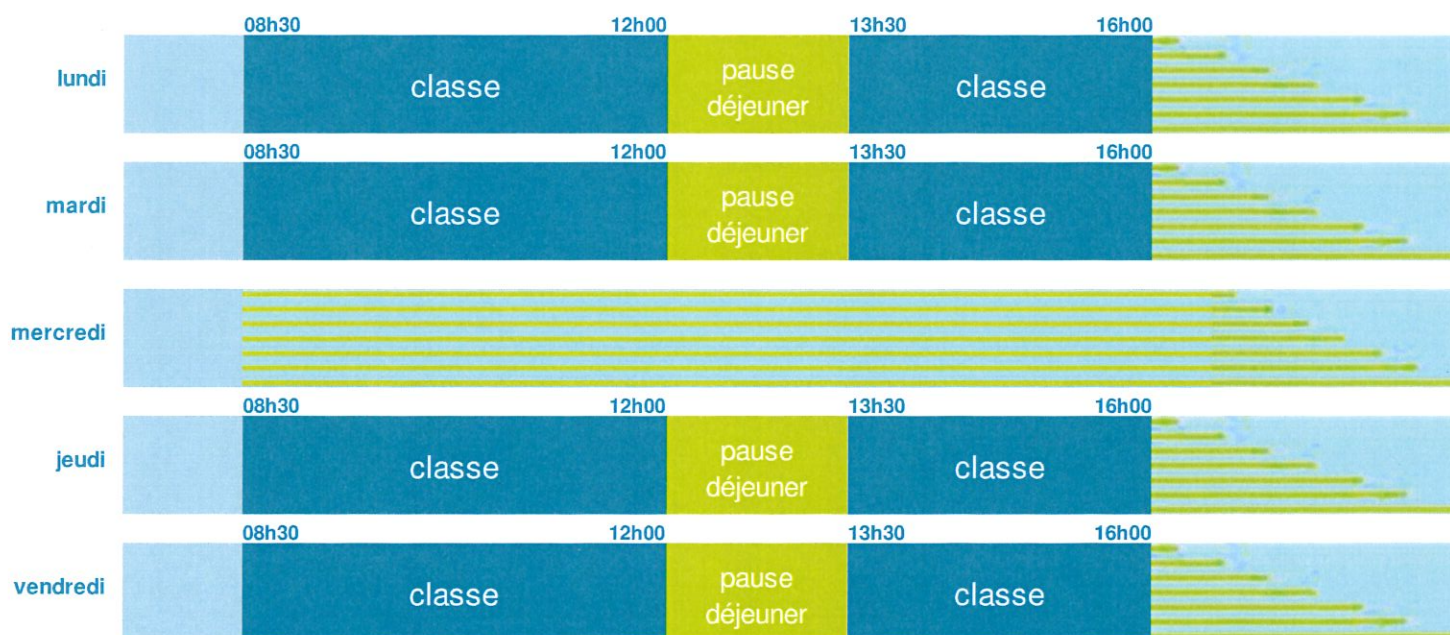 08h30 12h00 13h30 16h00
lundi classe pause déjeuner classe
08h30 12h00 13h30 16h00
mardi classe pause déjeuner classe
mercredi
08h30 12h00 13h30 16h00
jeudi classe pause déjeuner classe
08h30 12h00 13h30 16h00
vendredi classe pause déjeuner classe